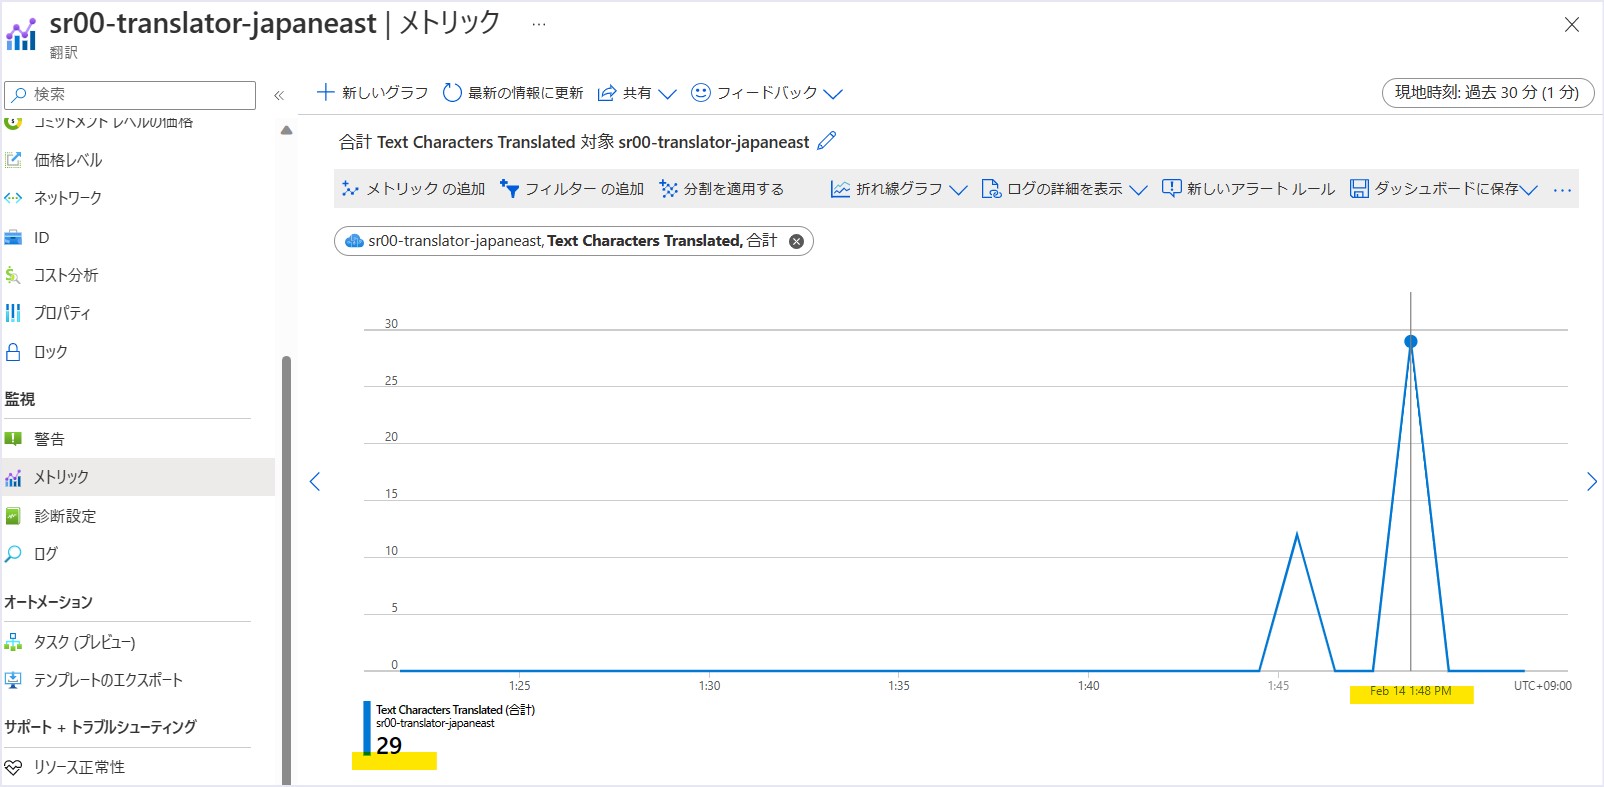 sr00-translator-japaneast | メトリック ...
翻訳
検索
コミットメント レベルの価格
価格レベル
ネットワーク
ID
コスト分析
プロパティ
ロック
監視
警告
メトリック
診断設定
ログ
オートメーション
タスク (プレビュー)
テンプレートのエクスポート
サポート + トラブルシューティング
リソース正常性
新しいグラフ 最新の情報に更新 共有 フィードバック
現地時刻: 過去 30 分 (1 分)
合計 Text Characters Translated 対象 sr00-translator-japaneast
メトリック の追加 フィルター の追加 分割を適用する 折れ線グラフ ログの詳細を表示 新しいアラート ルール ダッシュボードに保存 ...
sr00-translator-japaneast, Text Characters Translated, 合計
30
25
20
15
10
5
0
1:25 1:30 1:35 1:40 1:45 UTC+09:00
Feb 14 1:48 PM
Text Characters Translated (合計)
sr00-translator-japaneast
29